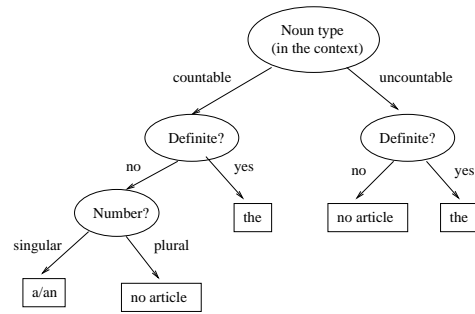 Noun type
(in the context)
countable
uncountable
Definite?
Definite?
no
yes
no
yes
Number?
the
no article
the
singular
plural
a/an
no article